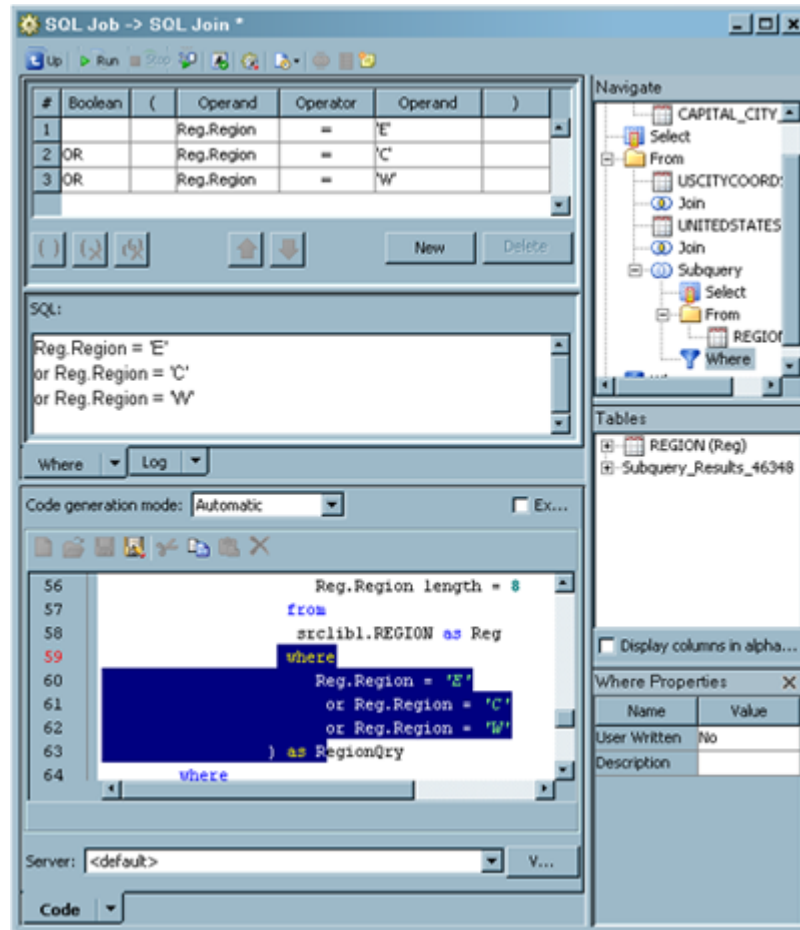 SQL Job -> SQL Join *
Up Run Stop
# Boolean ( Operand Operator Operand )
1 Reg.Region = 'E'
2 OR Reg.Region = 'C'
3 OR Reg.Region = 'W'
( )
New Delete
SQL:
Reg.Region = 'E'
or Reg.Region = 'C'
or Reg.Region = 'W'
Where Log
Code generation mode: Automatic Ex...
56 Reg.Region length = 8
57 from
58 srclib1.REGION as Reg
59 where
60 Reg.Region = 'E'
61 or Reg.Region = 'C'
62 or Reg.Region = 'W'
63 ) as RegionQry
64 where
Server: <default> V...
Code
Navigate
CAPITAL_CITY_
Select
From
USCITYCOORD
Join
UNITEDSTATES
Join
Subquery
Select
From
REGION
Where
Tables
REGION (Reg)
Subquery_Results_46348
Display columns in alpha...
Where Properties
Name Value
User Written No
Description